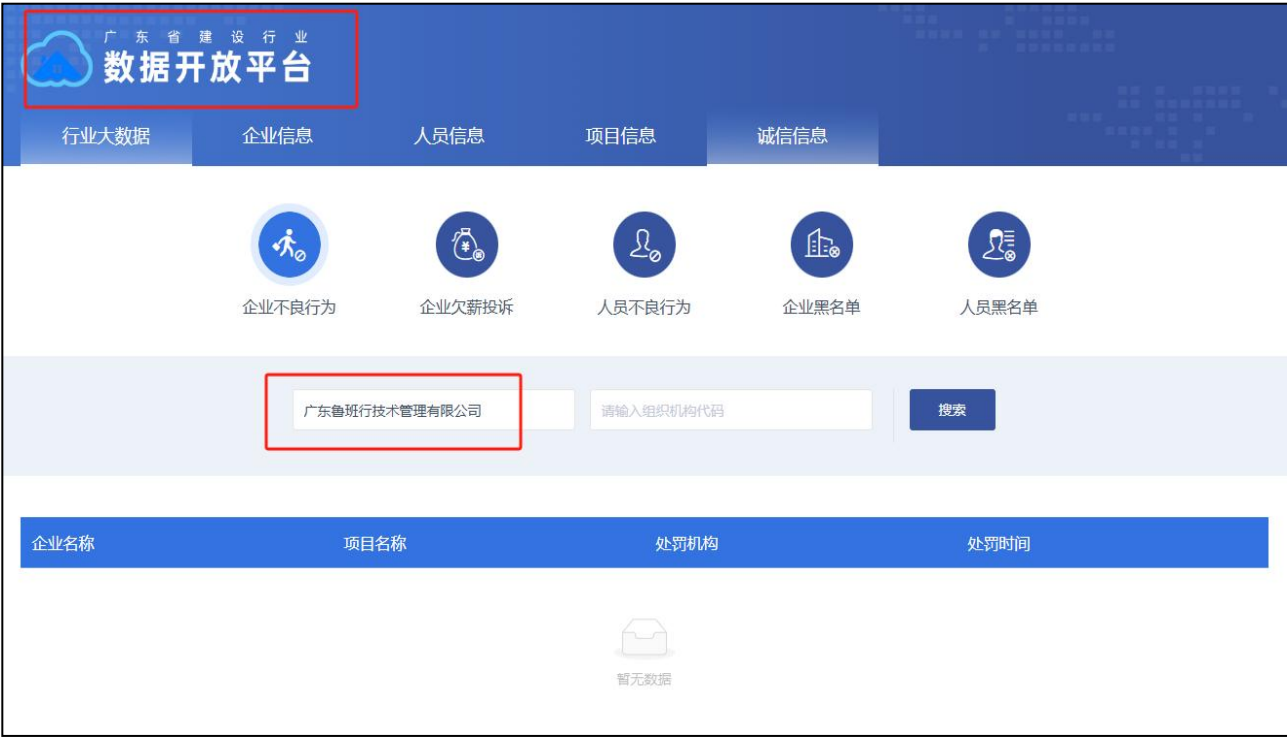 广东省建设行业
数据开放平台
行业大数据 企业信息 人员信息 项目信息 诚信信息
企业不良行为 企业欠薪投诉 人员不良行为 企业黑名单 人员黑名单
广东鲁班行技术管理有限公司 请输入组织机构代码 搜索
企业名称 项目名称 处罚机构 处罚时间
暂无数据